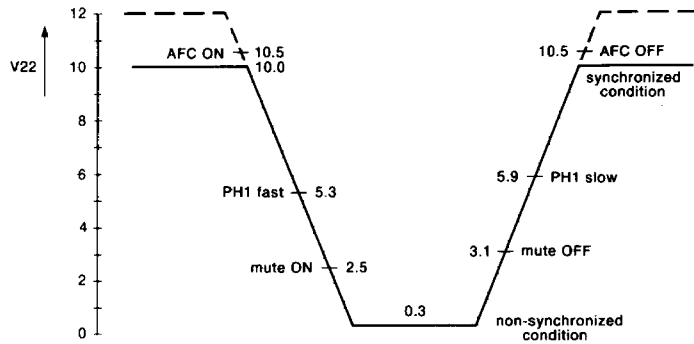 12
V22
AFC ON 10.5
10.0
10.5 AFC OFF
10
synchronized
condition
8
5.9 PH1 slow
6
PH1 fast 5.3
4
3.1 mute OFF
mute ON 2.5
2
0.3
non-synchronized
condition
0